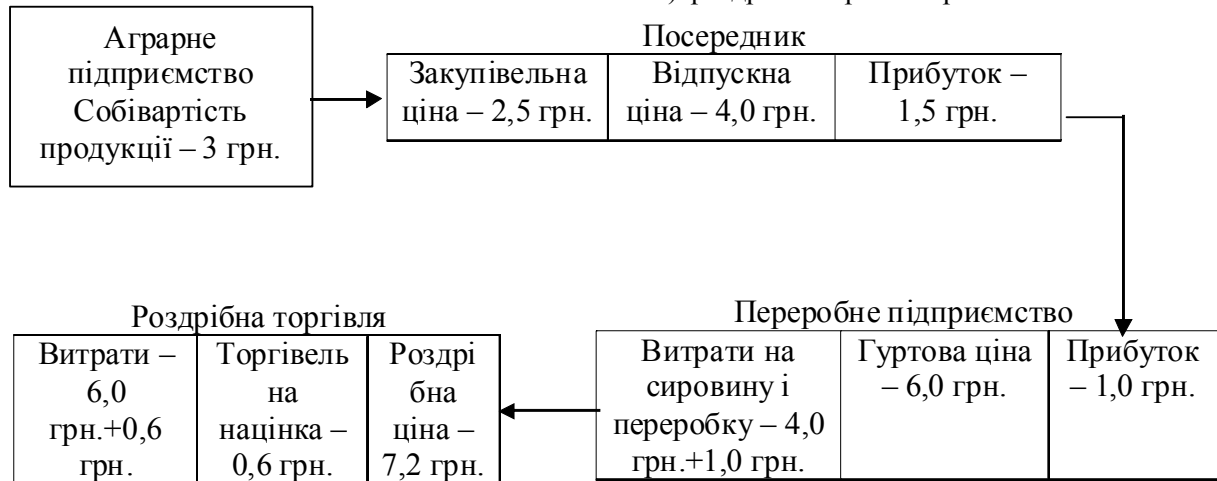 Аграрне
підприємство
Собівартість
продукції – 3 грн.
Посередник
Закупівельна
ціна – 2,5 грн.
Відпускна
ціна – 4,0 грн.
Прибуток –
1,5 грн.
Роздрібна торгівля
Витрати –
6,0
грн.+0,6
грн.
Торгівель
на
націнка –
0,6 грн.
Роздрі
бна
ціна –
7,2 грн.
Переробне підприємство
Витрати на
сировину і
переробку – 4,0
грн.+1,0 грн.
Гуртова ціна
– 6,0 грн.
Прибуток
– 1,0 грн.